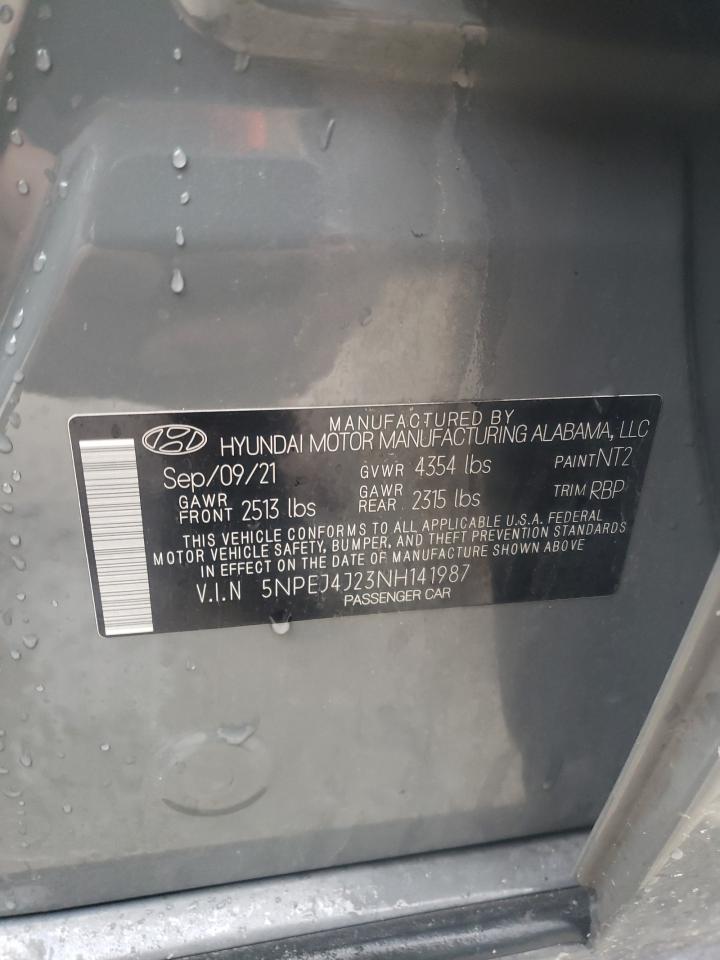 MANUFACTURED BY
HYUNDAI MOTOR MANUFACTURING ALABAMA, LLC
Sep/09/21 GVWR 4354 lbs PAINT NT2
GAWR FRONT 2513 lbs GAWR REAR 2315 lbs TRIM RBP
THIS VEHICLE CONFORMS TO ALL APPLICABLE U.S.A. FEDERAL
MOTOR VEHICLE SAFETY, BUMPER, AND THEFT PREVENTION STANDARDS
IN EFFECT ON THE DATE OF MANUFACTURE SHOWN ABOVE
V.I.N 5NPEJ4J23NH141987
PASSENGER CAR